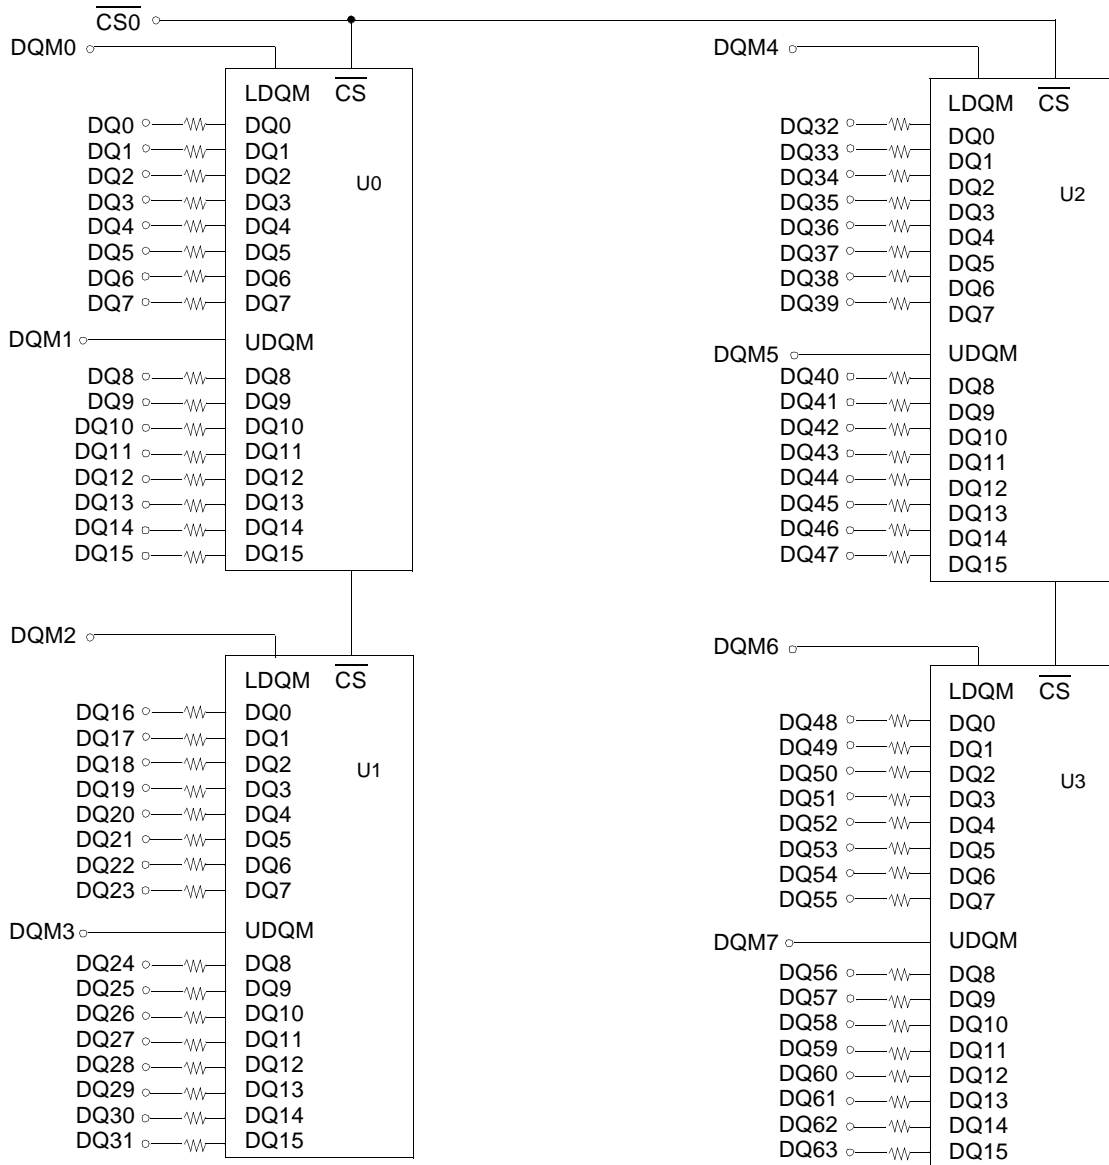 CS0
DQM0
LDQM CS
DQ0 DQ0
DQ1 DQ1
DQ2 DQ2
U0
DQ3 DQ3
DQ4 DQ4
DQ5 DQ5
DQ6 DQ6
DQ7 DQ7
DQM1 UDQM
DQ8 DQ8
DQ9 DQ9
DQ10 DQ10
DQ11 DQ11
DQ12 DQ12
DQ13 DQ13
DQ14 DQ14
DQ15 DQ15
DQM2
LDQM CS
DQ16 DQ0
DQ17 DQ1
DQ18 DQ2
U1
DQ19 DQ3
DQ20 DQ4
DQ21 DQ5
DQ22 DQ6
DQ23 DQ7
DQM3 UDQM
DQ24 DQ8
DQ25 DQ9
DQ26 DQ10
DQ27 DQ11
DQ28 DQ12
DQ29 DQ13
DQ30 DQ14
DQ31 DQ15
DQM4
LDQM CS
DQ32 DQ0
DQ33 DQ1
DQ34 DQ2
U2
DQ35 DQ3
DQ36 DQ4
DQ37 DQ5
DQ38 DQ6
DQ39 DQ7
DQM5 UDQM
DQ40 DQ8
DQ41 DQ9
DQ42 DQ10
DQ43 DQ11
DQ44 DQ12
DQ45 DQ13
DQ46 DQ14
DQ47 DQ15
DQM6
LDQM CS
DQ48 DQ0
DQ49 DQ1
DQ50 DQ2
U3
DQ51 DQ3
DQ52 DQ4
DQ53 DQ5
DQ54 DQ6
DQ55 DQ7
DQM7 UDQM
DQ56 DQ8
DQ57 DQ9
DQ58 DQ10
DQ59 DQ11
DQ60 DQ12
DQ61 DQ13
DQ62 DQ14
DQ63 DQ15